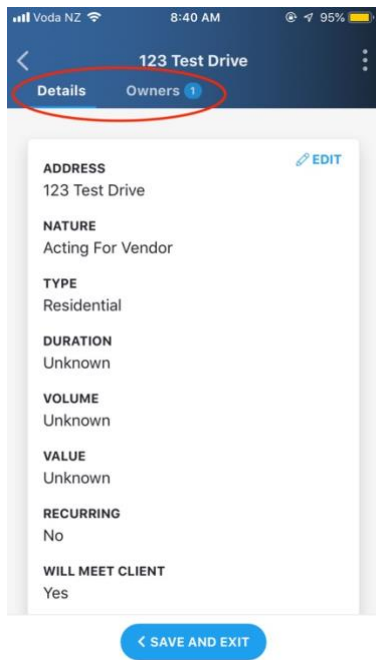 Voda NZ 8:40 AM 95%
123 Test Drive
Details Owners 1
EDIT
ADDRESS
123 Test Drive
NATURE
Acting For Vendor
TYPE
Residential
DURATION
Unknown
VOLUME
Unknown
VALUE
Unknown
RECURRING
No
WILL MEET CLIENT
Yes
SAVE AND EXIT